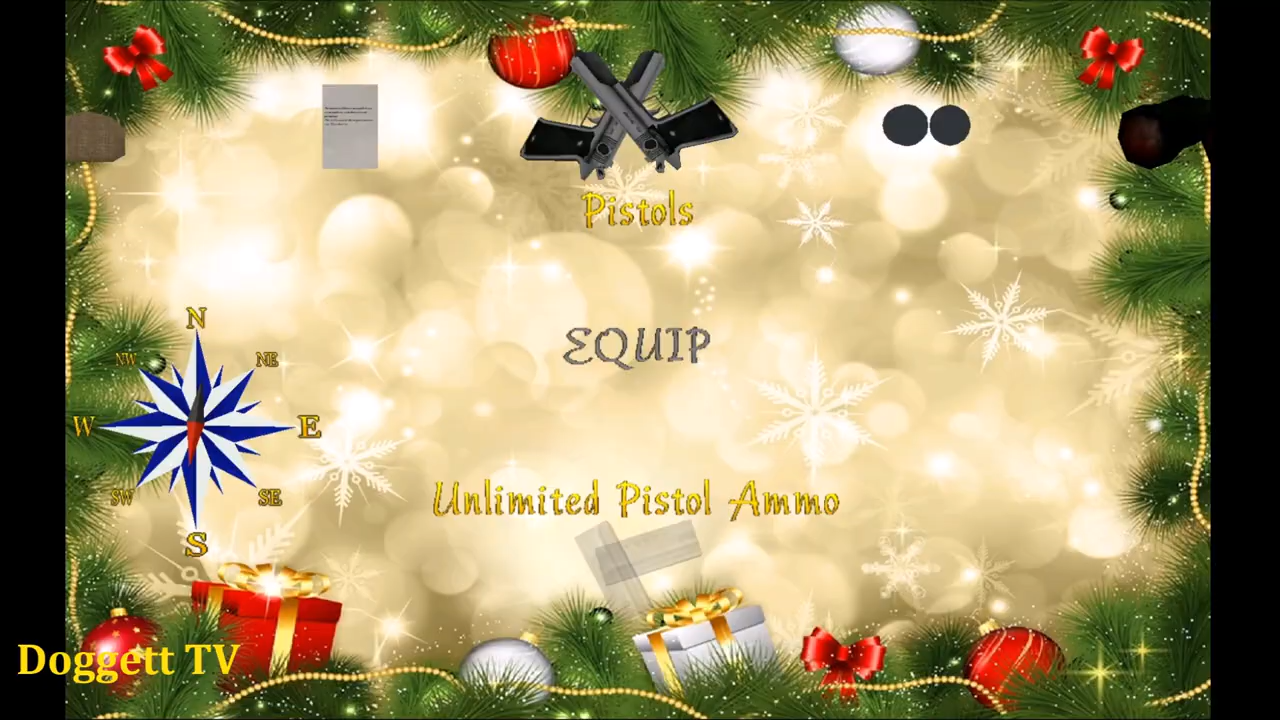 Pistols
N
NW
NE
EQUIP
W
E
SW
SE
Unlimited Pistol Ammo
S
Doggett TV